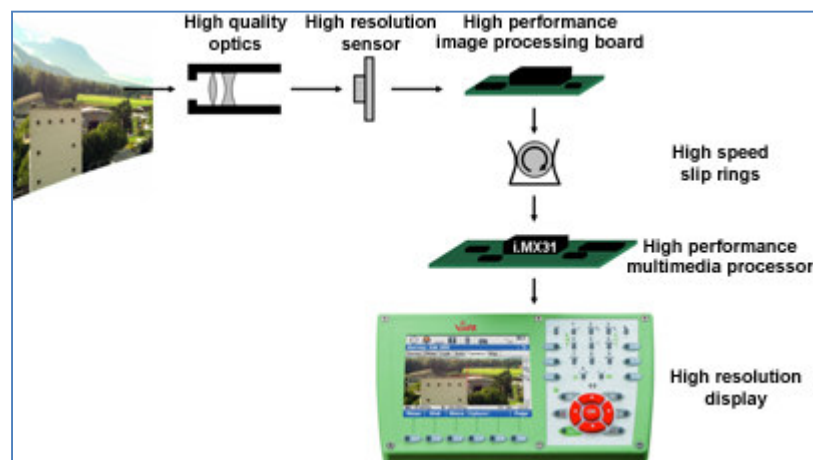 High quality
optics
High resolution
sensor
High performance
image processing board
High speed
slip rings
i.MX31
High performance
multimedia processor
High resolution
display